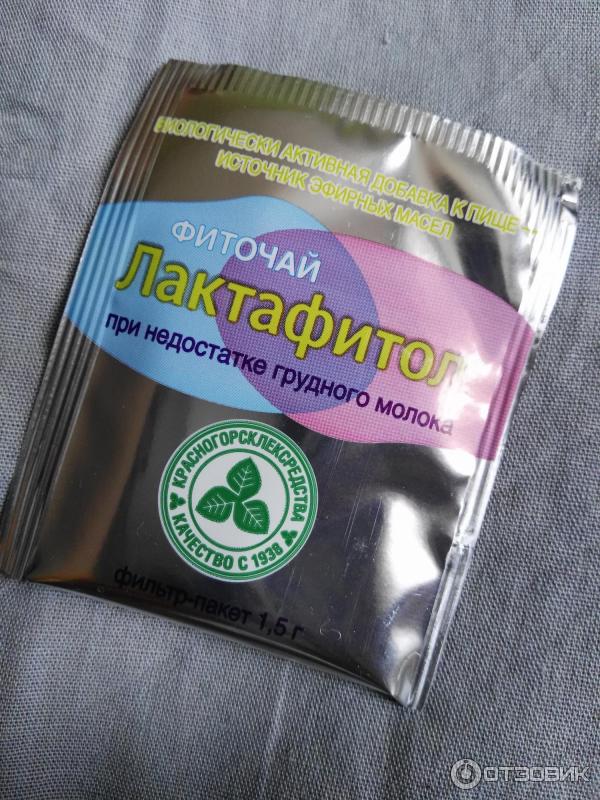 БИОЛОГИЧЕСКИ АКТИВНАЯ ДОБАВКА К ПИЩЕ –
ИСТОЧНИК ЭФИРНЫХ МАСЕЛ
ФИТОЧАЙ
Лактафитол
при недостатке грудного молока
КРАСНОГОРСКЛЕКСРЕДСТВА
КАЧЕСТВО С 1938
фильтр-пакет 1,5 г
ОТЗОВИК